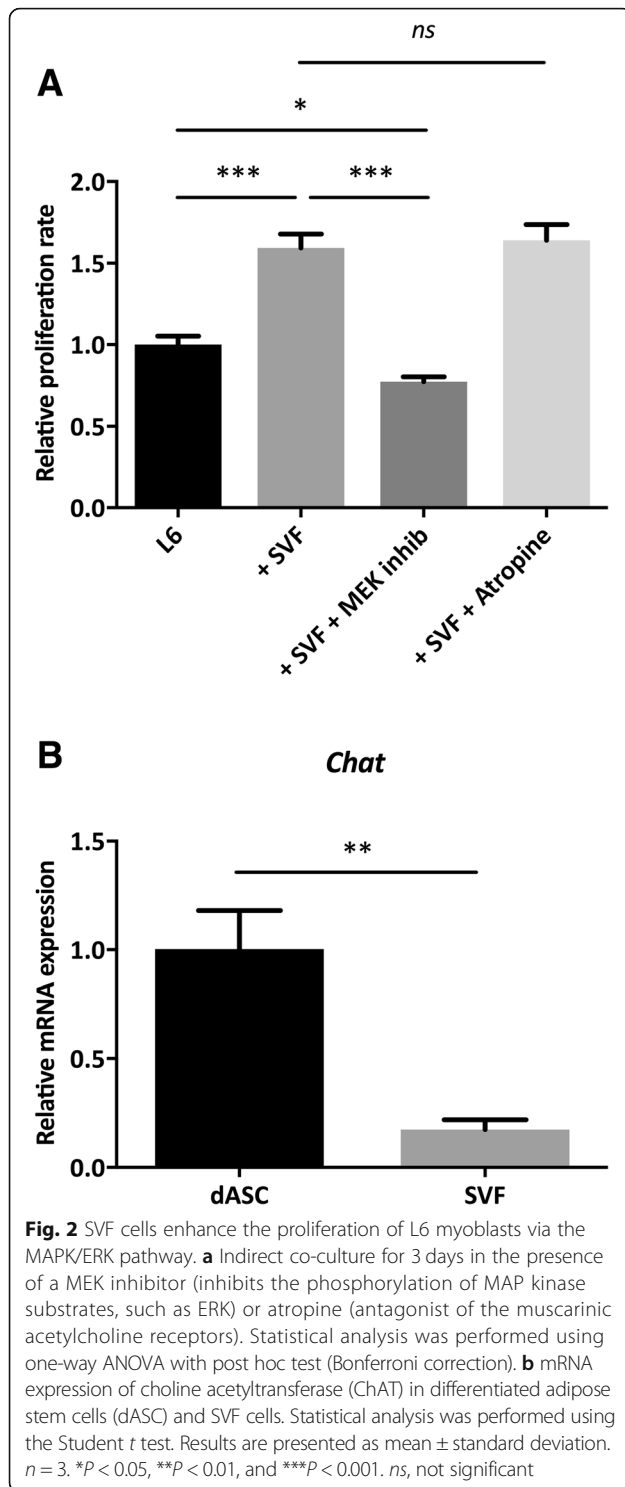 ns
A
*
*** ***
Relative proliferation rate
2.0
1.5
1.0
0.5
0.0
L6
+ SVF
+ SVF + MEK inhib
+ SVF + Atropine
B
Chat
Relative mRNA expression
1.5
1.0
0.5
0.0
**
dASC SVF
Fig. 2 SVF cells enhance the proliferation of L6 myoblasts via the
MAPK/ERK pathway. a Indirect co-culture for 3 days in the presence
of a MEK inhibitor (inhibits the phosphorylation of MAP kinase
substrates, such as ERK) or atropine (antagonist of the muscarinic
acetylcholine receptors). Statistical analysis was performed using
one-way ANOVA with post hoc test (Bonferroni correction). b mRNA
expression of choline acetyltransferase (ChAT) in differentiated adipose
stem cells (dASC) and SVF cells. Statistical analysis was performed using
the Student t test. Results are presented as mean ± standard deviation.
n = 3. *P < 0.05, **P < 0.01, and ***P < 0.001. ns, not significant